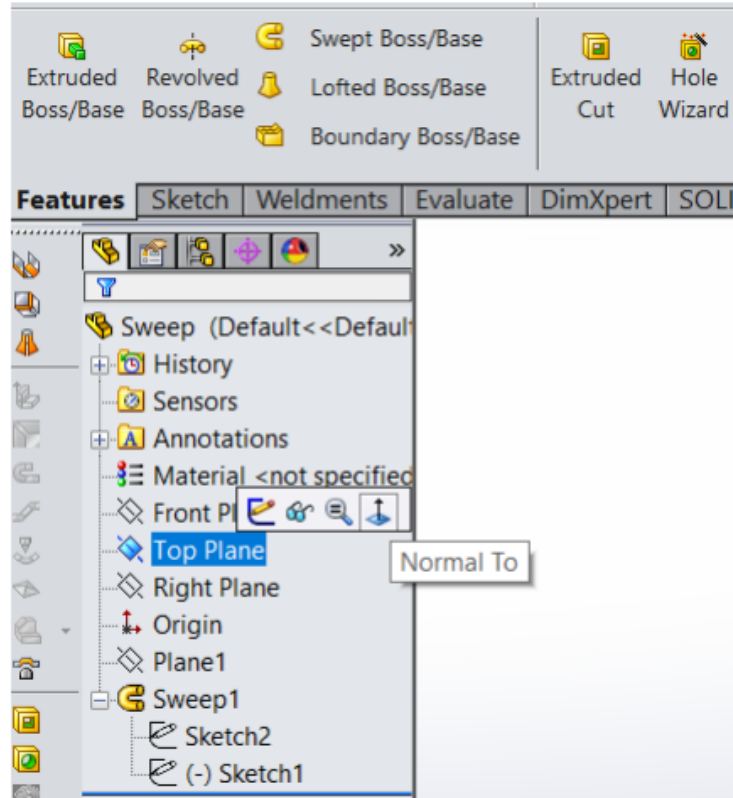 Extruded Boss/Base
Revolved Boss/Base
Swept Boss/Base
Lofted Boss/Base
Boundary Boss/Base
Extruded Cut
Hole Wizard
Features Sketch Weldments Evaluate DimXpert SOLI
»
Sweep (Default<<Default
History
Sensors
A Annotations
Material <not specified
Front Pl
Top Plane
Normal To
Right Plane
Origin
Plane1
Sweep1
Sketch2
(-) Sketch1